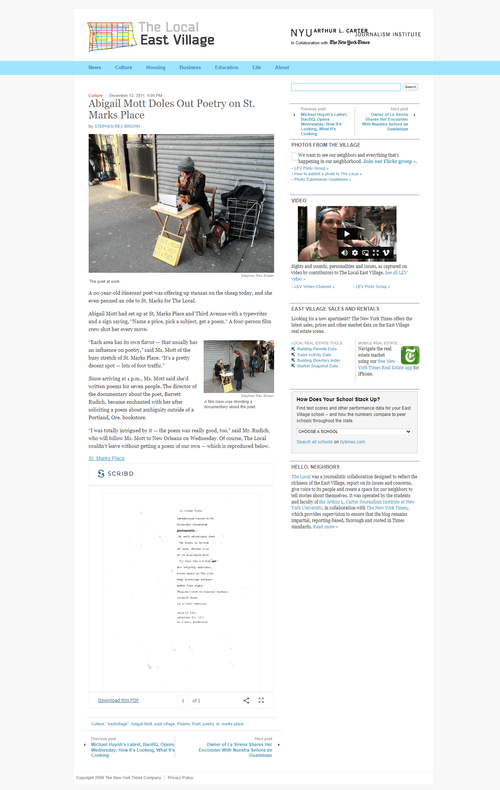 The Local
East Village
NYU ARTHUR L. CARTER JOURNALISM INSTITUTE
In Collaboration with The New York Times
News Culture Housing Business Education Life About
Search
Culture | December 12, 2011, 4:09 PM
Abigail Mott Doles Out Poetry on St.
Marks Place
By STEPHEN REX BROWN
Stephen Rex Brown
The poet at work.
A 20-year-old itinerant poet was offering up stanzas on the cheap today, and she
even penned an ode to St. Marks for The Local.
Abigail Mott had set up at St. Marks Place and Third Avenue with a typewriter
and a sign saying, “Name a price, pick a subject, get a poem.” A four-person film
crew shot her every move.
“Each area has its own flavor — that usually has
an influence on poetry,” said Ms. Mott of the
busy stretch of St. Marks Place. “It’s a pretty
decent spot — lots of foot traffic.”
Stephen Rex Brown
A film crew was shooting a
documentary about the poet.
Since arriving at 1 p.m., Ms. Mott said she’d
written poems for seven people. The director of
the documentary about the poet, Barrett
Rudich, became enchanted with her after
soliciting a poem about ambiguity outside of a
Portland, Ore. bookstore.
“I was totally intrigued by it — the poem was really good, too,” said Mr. Rudich,
who will follow Ms. Mott to New Orleans on Wednesday. Of course, The Local
couldn’t leave without getting a poem of our own — which is reproduced below.
St. Marks Place
SCRIBD
Download this PDF
1 of 1
Culture, "eastvillage", Abigail Mott, east village, Poems, Poet, poetry, st. marks place
Previous post
Michael Huynh's Latest, BaoBQ, Opens
Wednesday: How It's Looking, What It's
Cooking
Next post
Owner of La Sirena Shares Her
Encounter With Nuestra Señora de
Guadalupe
Previous post
Michael Huynh's Latest,
BaoBQ, Opens
Wednesday: How It's
Looking, What It's
Cooking
Next post
Owner of La Sirena
Shares Her Encounter
With Nuestra Señora de
Guadalupe
PHOTOS FROM THE VILLAGE
We want to see our neighbors and everything that's
happening in our neighborhood. Join our Flickr group ».
› LEV Flickr Group »
› How to submit a photo to The Local »
› Photo Submission Guidelines »
VIDEO
Sights and sounds, personalities and issues, as captured on
video by contributors to The Local East Village. See all LEV
video »
› LEV Vimeo Channel »
› LEV Flickr Group »
EAST VILLAGE SALES AND RENTALS
Looking for a new apartment? The New York Times offers the
latest sales, prices and other market data on the East Village
real estate scene.
LOCAL REAL ESTATE TOOLS
Building Permits Data
Sales Activity Data
Building Directory Index
Market Snapshot Data
MOBILE REAL ESTATE
Navigate the real
estate market
using our free New
York Times Real Estate app for
iPhone.
How Does Your School Stack Up?
Find test scores and other performance data for your East
Village school – and how the numbers compare to peer
schools throughout the state.
CHOOSE A SCHOOL
Search all schools on nytimes.com
HELLO, NEIGHBORS
The Local was a journalistic collaboration designed to reflect the
richness of the East Village, report on its issues and concerns,
give voice to its people and create a space for our neighbors to
tell stories about themselves. It was operated by the students
and faculty of the Arthur L. Carter Journalism Institute at New
York University, in collaboration with The New York Times,
which provides supervision to ensure that the blog remains
impartial, reporting-based, thorough and rooted in Times
standards. Read more »
Copyright 2009 The New York Times Company | Privacy Policy